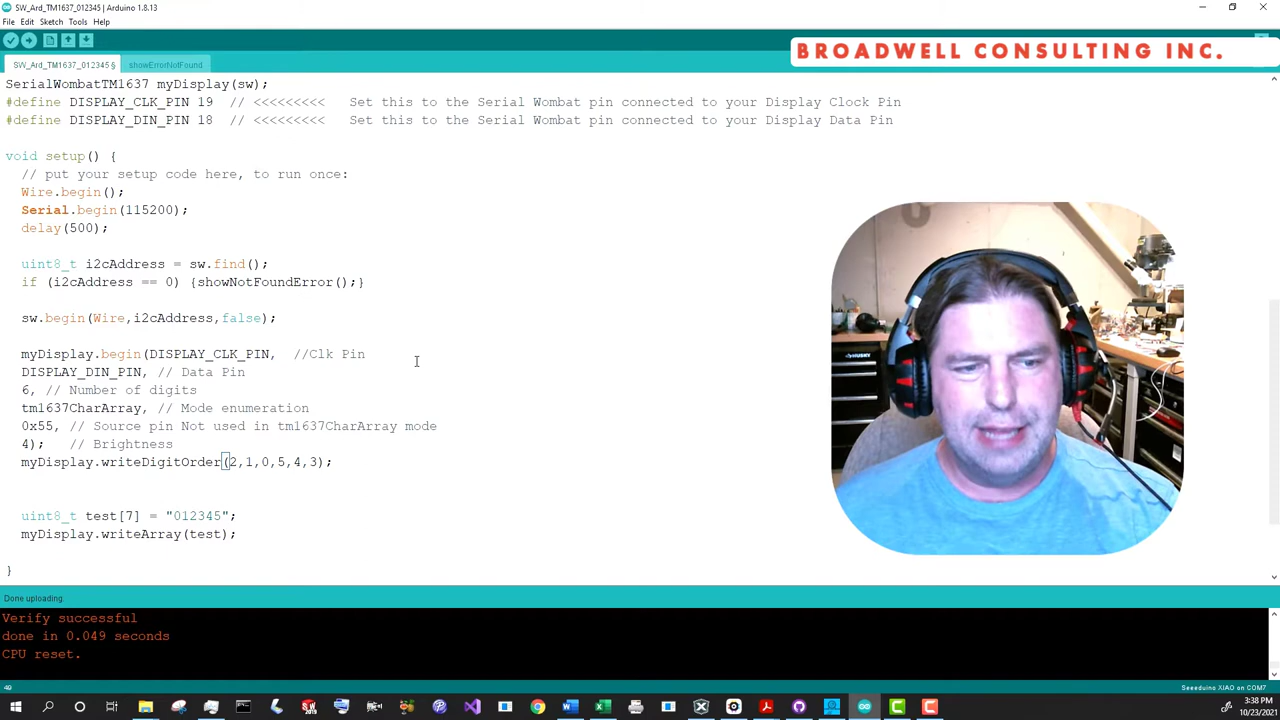 SW_Ard_TM1637_012345 | Arduino 1.8.13
File Edit Sketch Tools Help
BROADWELL CONSULTING INC.
SW_Ard_TM1637_012345 § showErrorNotFound
SerialWombatTM1637 myDisplay(sw);
#define DISPLAY_CLK_PIN 19 // <<<<<<<<< Set this to the Serial Wombat pin connected to your Display Clock Pin
#define DISPLAY_DIN_PIN 18 // <<<<<<<<< Set this to the Serial Wombat pin connected to your Display Data Pin
void setup() {
// put your setup code here, to run once:
Wire.begin();
Serial.begin(115200);
delay(500);
uint8_t i2cAddress = sw.find();
if (i2cAddress == 0) {showNotFoundError();}
sw.begin(Wire,i2cAddress,false);
myDisplay.begin(DISPLAY_CLK_PIN, //Clk Pin
DISPLAY_DIN_PIN, // Data Pin
6, // Number of digits
tm1637CharArray, // Mode enumeration
0x55, // Source pin Not used in tm1637CharArray mode
4); // Brightness
myDisplay.writeDigitOrder(2,1,0,5,4,3);
uint8_t test[7] = "012345";
myDisplay.writeArray(test);
}
Done uploading.
Verify successful
done in 0.049 seconds
CPU reset.
49
Seeeduino XIAO on COM7
3:38 PM
10/23/2021